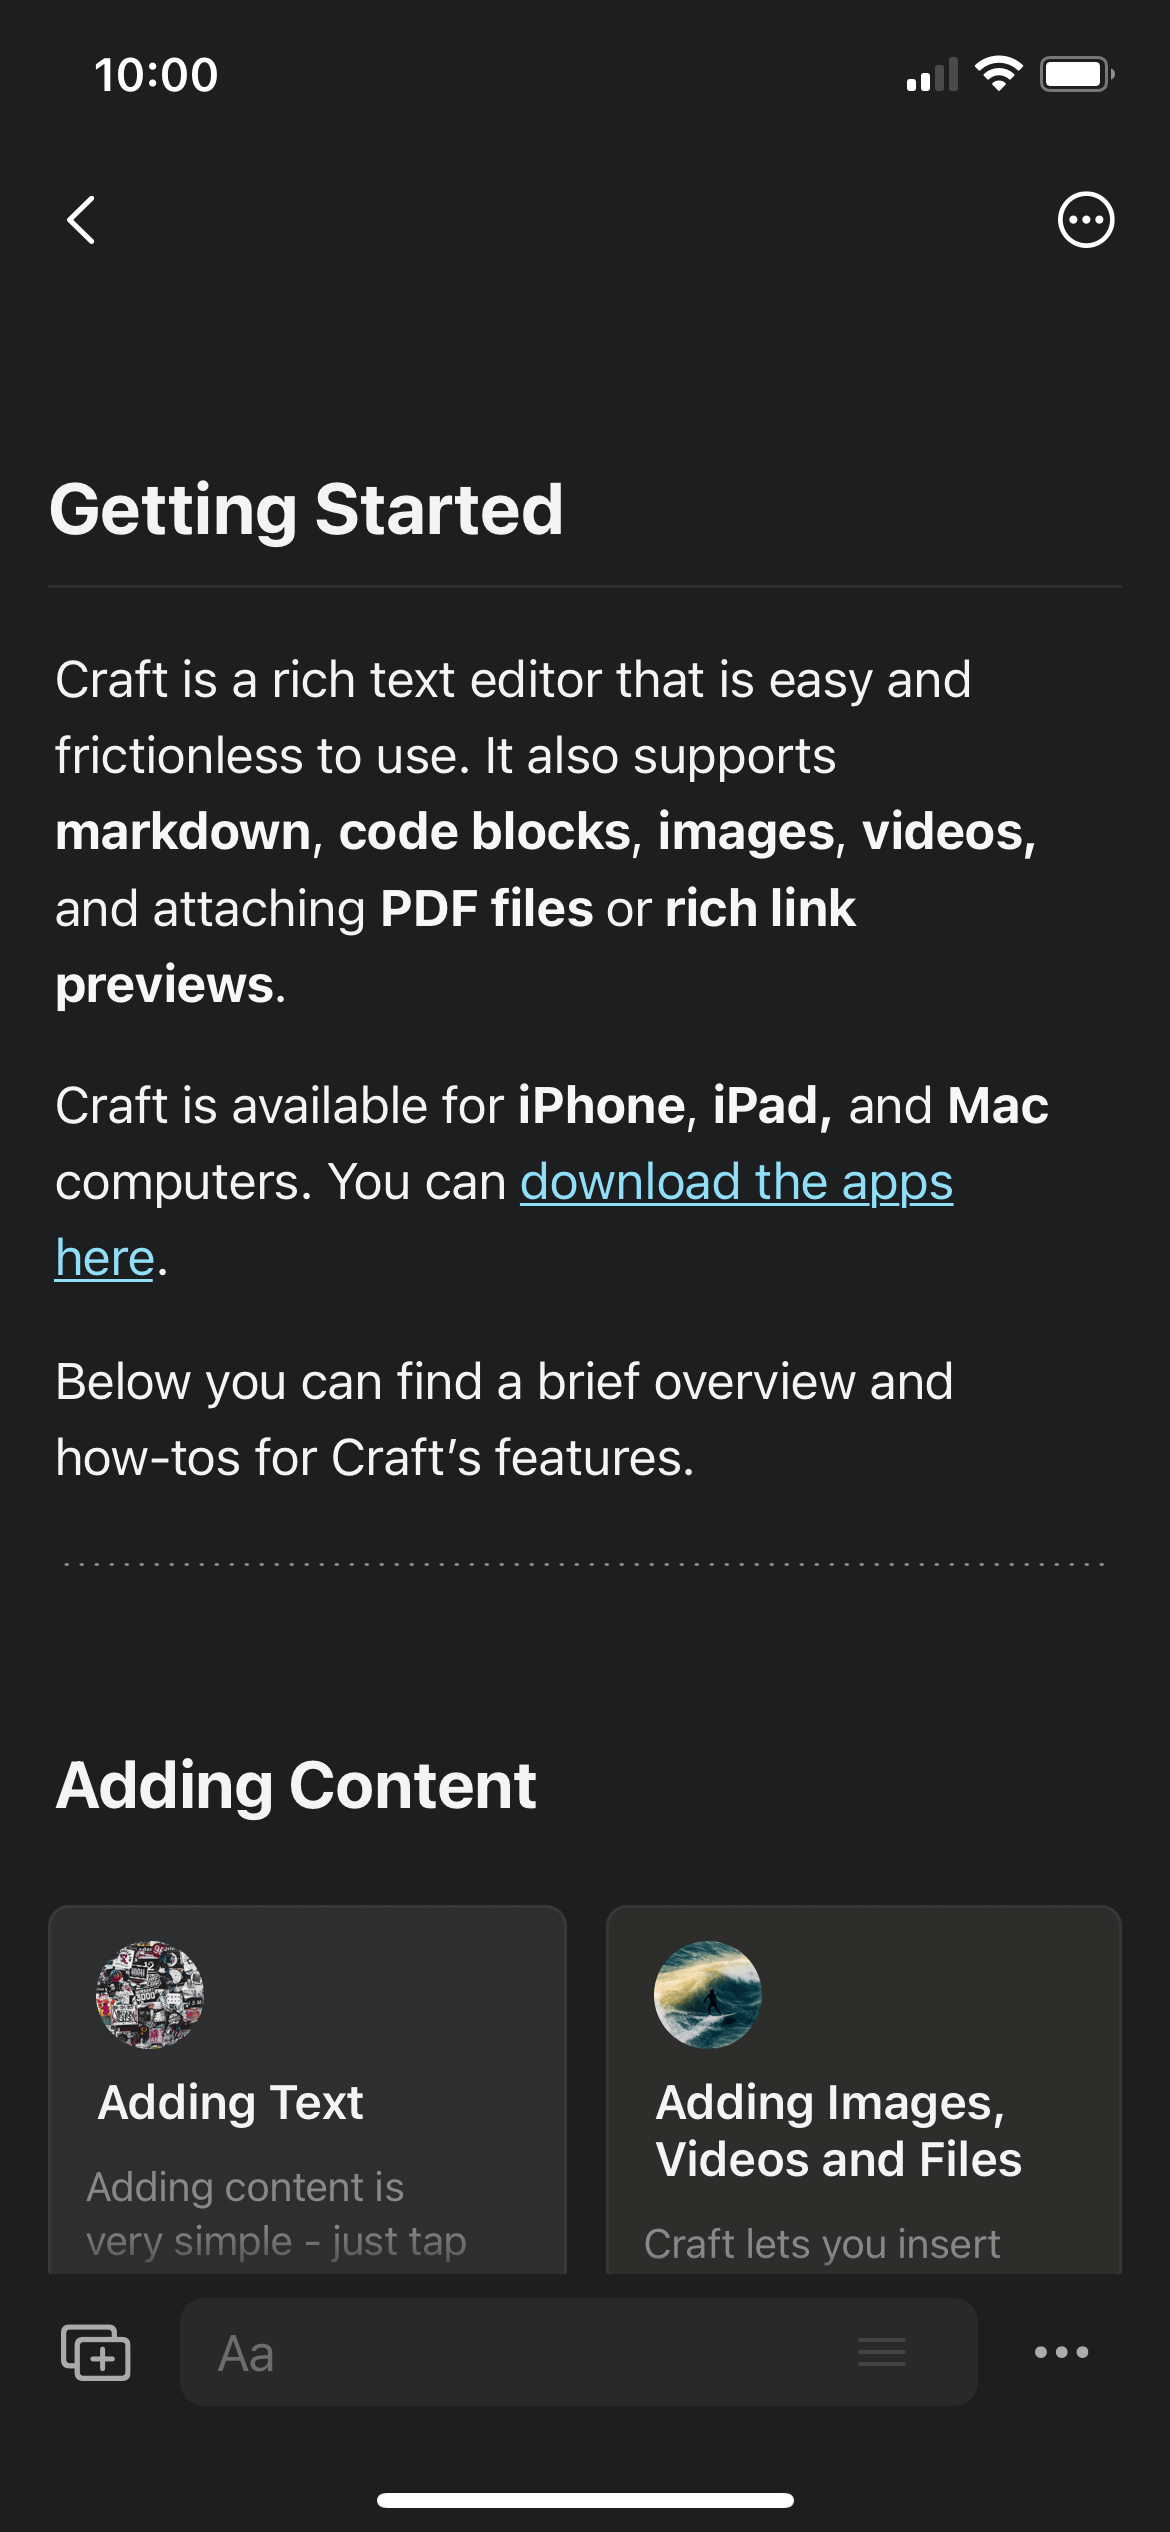 10:00
Getting Started
Craft is a rich text editor that is easy and
frictionless to use. It also supports
markdown, code blocks, images, videos,
and attaching PDF files or rich link
previews.
Craft is available for iPhone, iPad, and Mac
computers. You can download the apps
here.
Below you can find a brief overview and
how-tos for Craft’s features.
Adding Content
Adding Text
Adding content is
very simple - just tap
Adding Images,
Videos and Files
Craft lets you insert
Aa